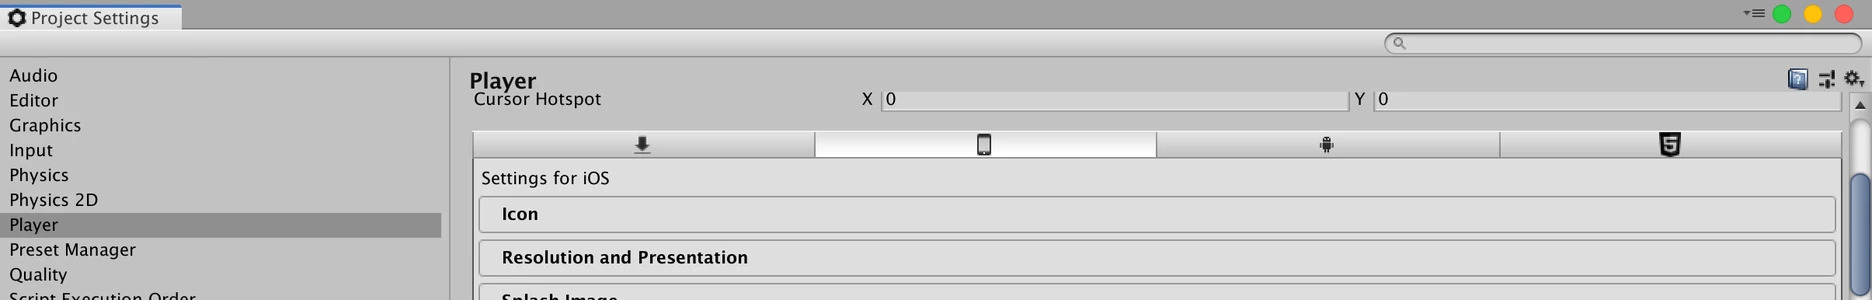 Project Settings
Audio
Editor
Graphics
Input
Physics
Physics 2D
Player
Preset Manager
Quality
Script Execution Order
Player
Cursor Hotspot X 0 Y 0
Settings for iOS
Icon
Resolution and Presentation
Splash Image